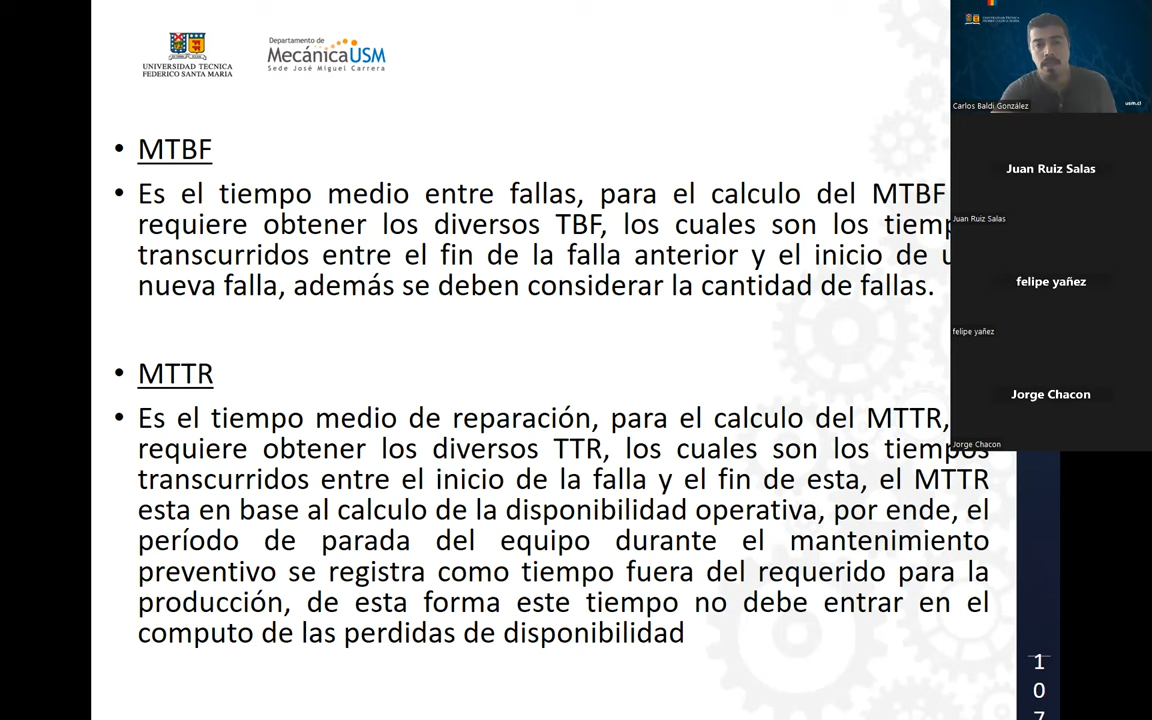 UNIVERSIDAD TECNICA
FEDERICO SANTA MARIA
Departamento de
MecánicaUSM
Sede José Miguel Carrera
• MTBF
• Es el tiempo medio entre fallas, para el calculo del MTBF
requiere obtener los diversos TBF, los cuales son los
transcurridos entre el fin de la falla anterior y el inicio de
nueva falla, además se deben considerar la cantidad de fallas.
• MTTR
• Es el tiempo medio de reparación, para el calculo del MTTR,
requiere obtener los diversos TTR, los cuales son los tiempos
transcurridos entre el inicio de la falla y el fin de esta, el MTTR
esta en base al calculo de la disponibilidad operativa, por ende, el
período de parada del equipo durante el mantenimiento
preventivo se registra como tiempo fuera del requerido para la
producción, de esta forma este tiempo no debe entrar en el
computo de las perdidas de disponibilidad
1
0
7
Carlos Baldi González
usm.cl
Juan Ruiz Salas
Juan Ruiz Salas
felipe yañez
felipe yañez
Jorge Chacon
Jorge Chacon